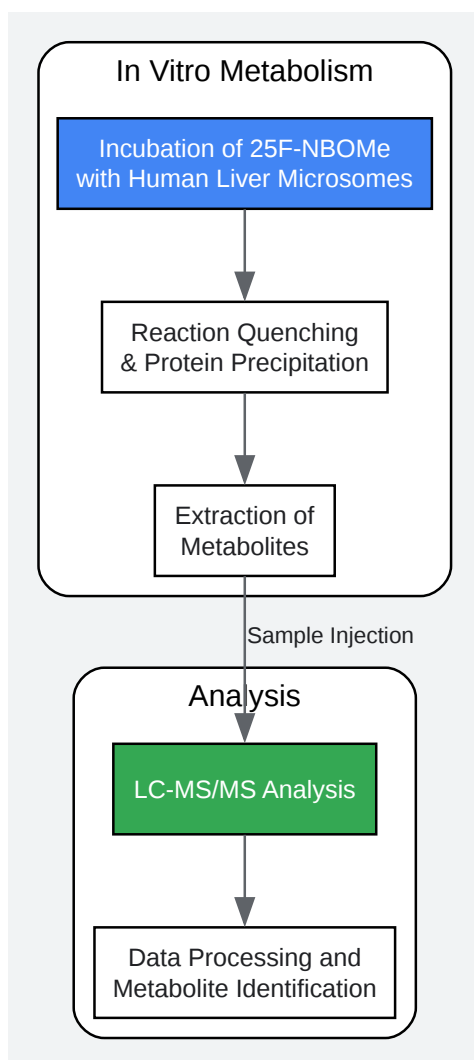 In Vitro Metabolism
Incubation of 25F-NBOMe
with Human Liver Microsomes
Reaction Quenching
& Protein Precipitation
Extraction of
Metabolites
Sample Injection
Analysis
LC-MS/MS Analysis
Data Processing and
Metabolite Identification